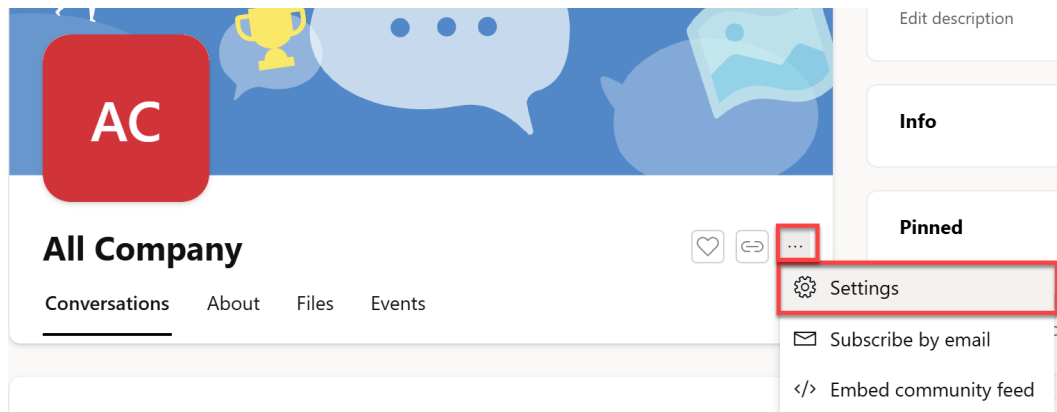 Edit description
AC
Info
All Company
Pinned
...
Settings
Conversations About Files Events
Subscribe by email
</> Embed community feed